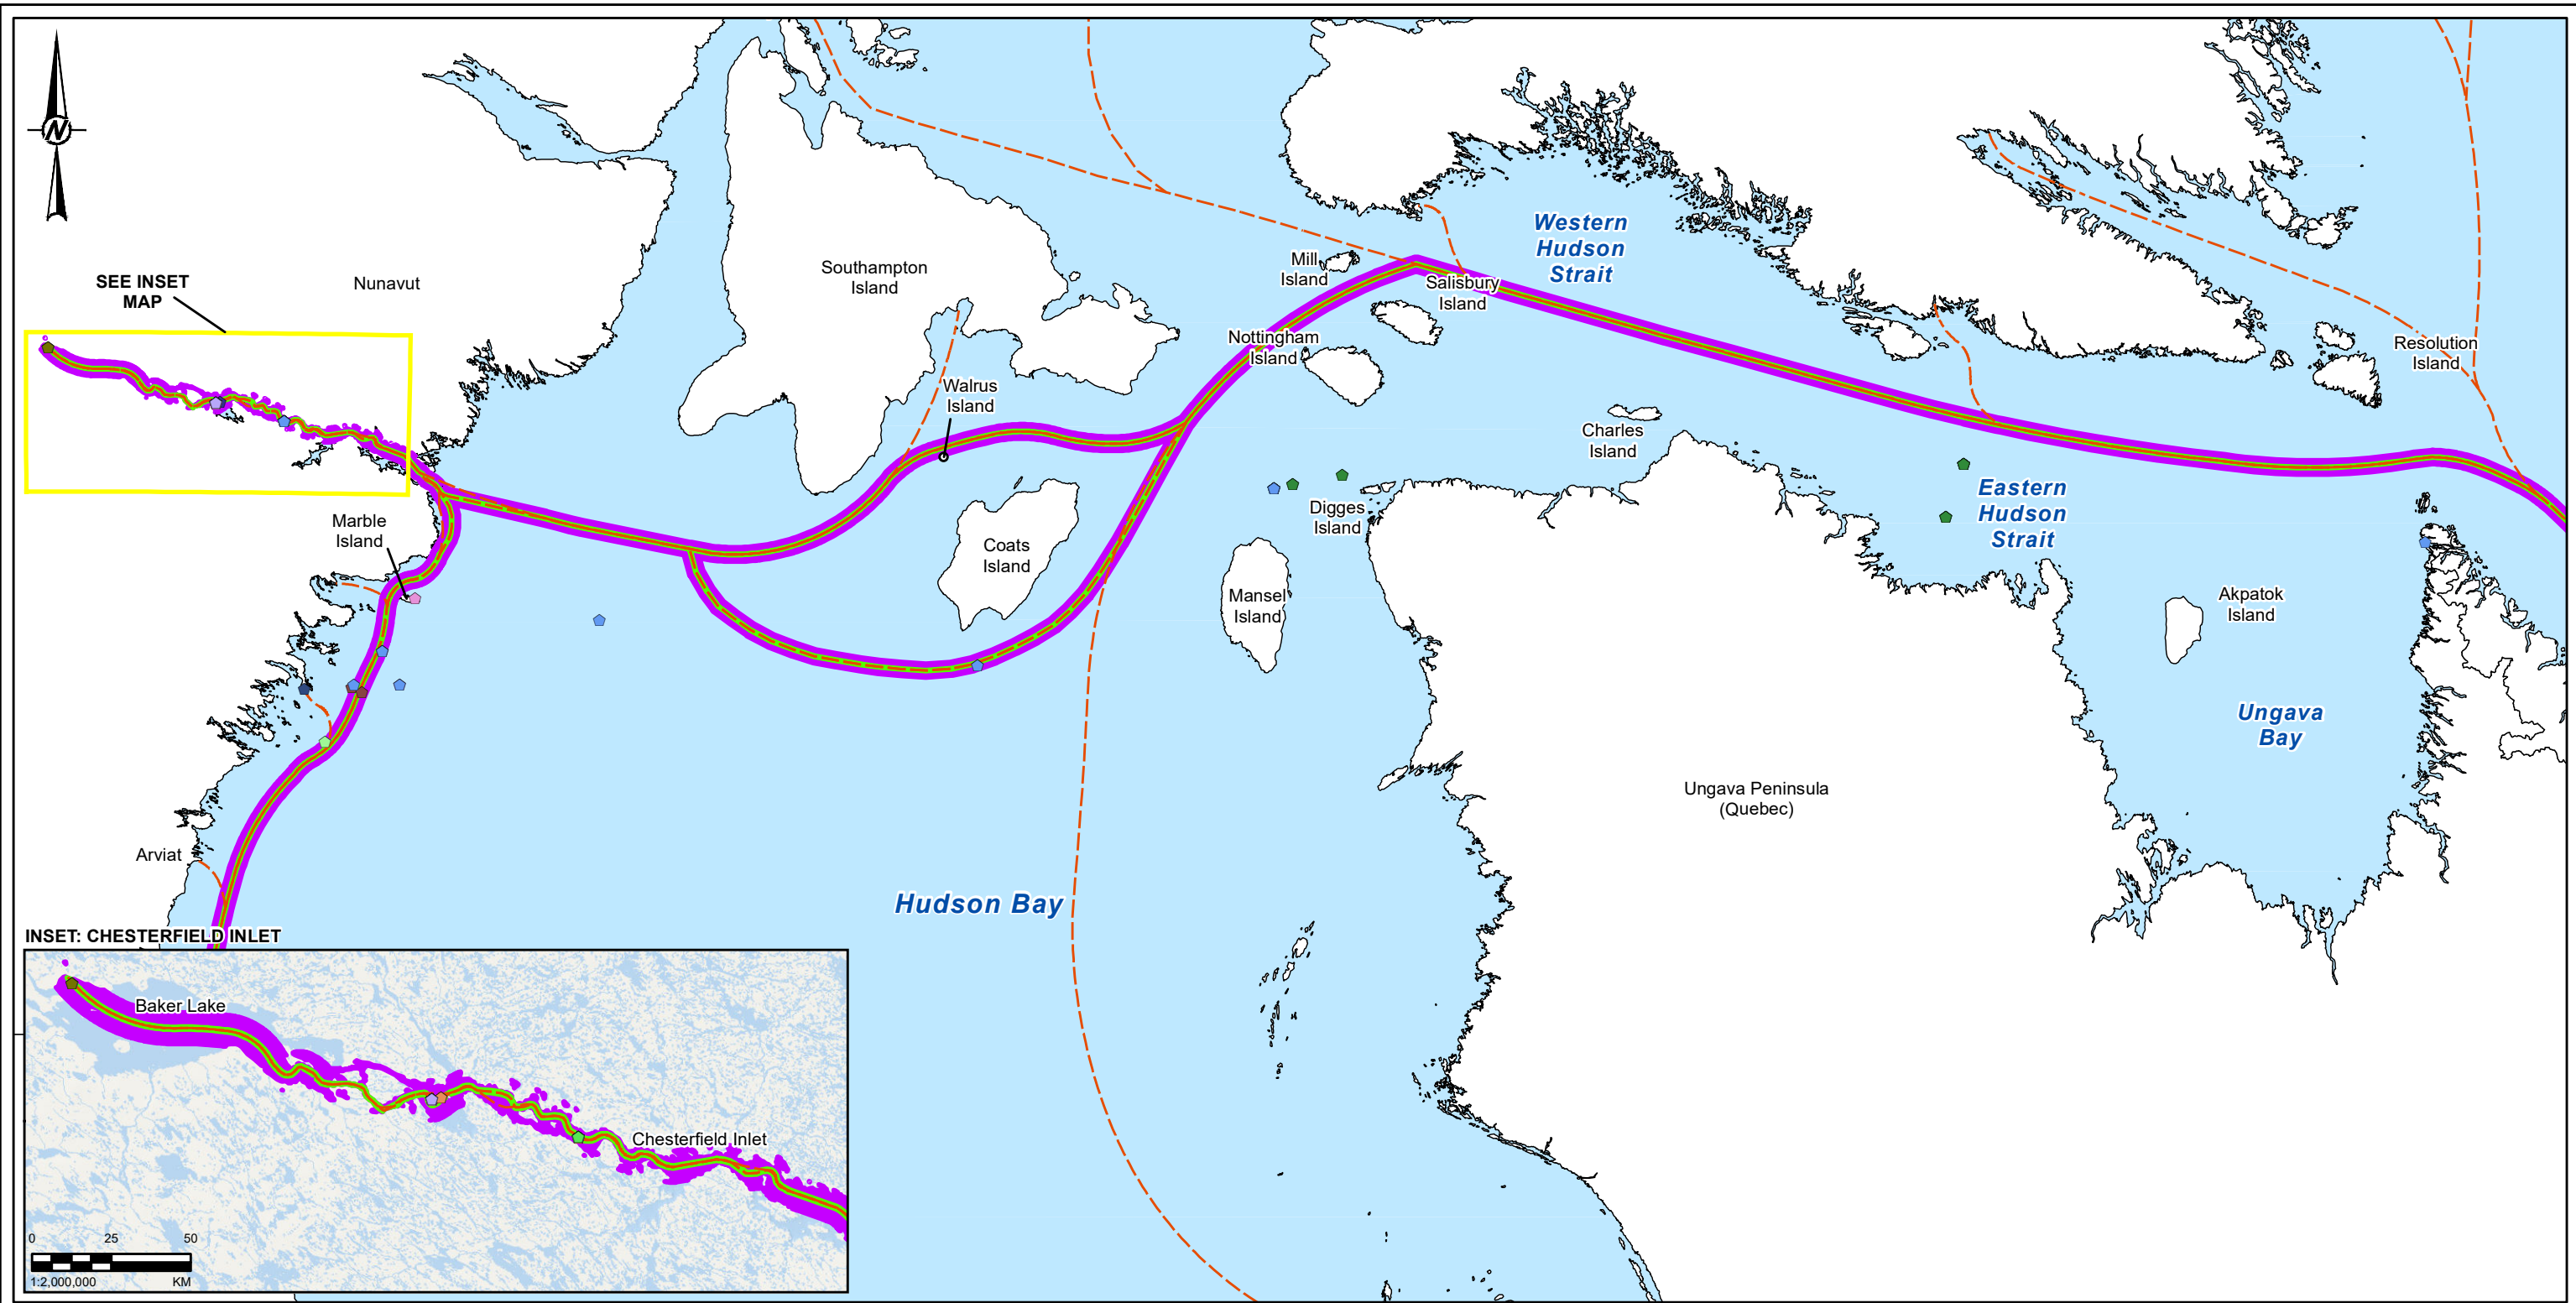 N
SEE INSET
MAP
Nunavut
Southampton
Island
Western
Hudson
Strait
Mill
Island
Salisbury
Island
Nottingham
Island
Resolution
Island
Walrus
Island
Charles
Island
Digges
Island
Eastern
Hudson
Strait
Marble
Island
Coats
Island
Mansel
Island
Akpatok
Island
Ungava
Bay
Ungava Peninsula
(Quebec)
Arviat
Hudson Bay
INSET: CHESTERFIELD INLET
Baker Lake
Chesterfield Inlet
0 25 50
1:2,000,000 KM